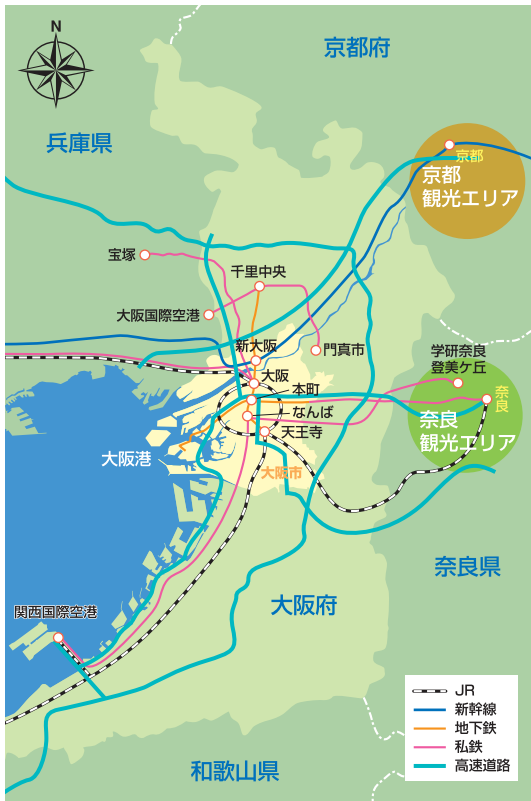 N
京都府
兵庫県
京都
京都
観光エリア
宝塚
千里中央
大阪国際空港
新大阪
門真市
学研奈良
登美ケ丘
大阪
本町
なんば
奈良
奈良
観光エリア
天王寺
大阪港
大阪市
奈良県
大阪府
関西国際空港
和歌山県
JR
新幹線
地下鉄
私鉄
高速道路